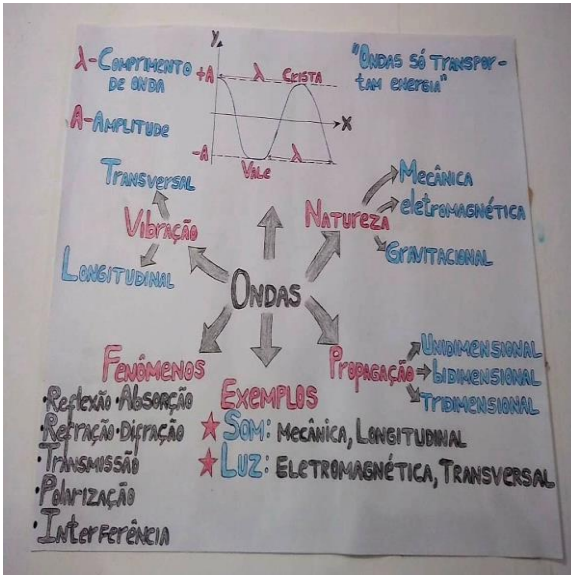 λ-Comprimento
de onda
A-Amplitude
Y
+A
λ
Crista
X
-A
Vale
λ
"Ondas só transpor-
tam energia"
Transversal
Vibração
Longitudinal
Natureza
Mecânica
eletromagnética
Gravitacional
Ondas
Fenômenos
•Reflexão •Absorção
•Refração •Difração
•Transmissão
•Polarização
•Interferência
Exemplos
★Som: mecânica, Longitudinal
★Luz: Eletromagnética, Transversal
Propagação
Unidimensional
bidimensional
Tridimensional